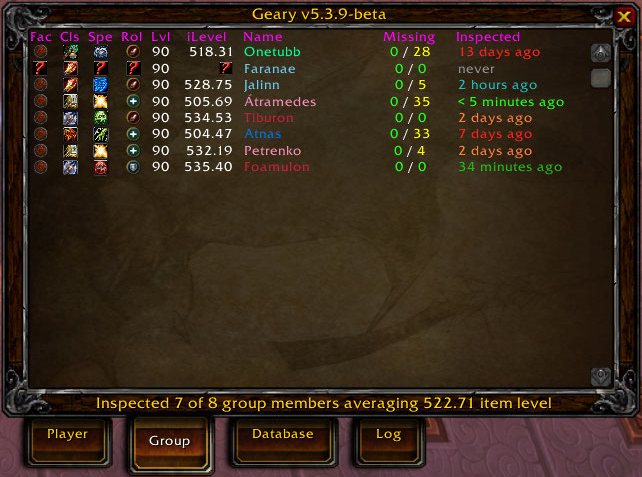 Geary v5.3.9-beta
Fac Cls Spe Rol Lvl iLevel Name Missing Inspected
90 518.31 Onetubb 0 / 28 13 days ago
? ? ? 90 ? Faranae 0 / 0 never
90 528.75 Jalinn 0 / 5 2 hours ago
90 505.69 Átramedes 0 / 35 < 5 minutes ago
90 534.53 Tiburon 0 / 0 2 days ago
90 504.47 Atnas 0 / 33 7 days ago
90 532.19 Petrenko 0 / 4 2 days ago
90 535.40 Foamulon 0 / 0 34 minutes ago
Inspected 7 of 8 group members averaging 522.71 item level
Player Group Database Log